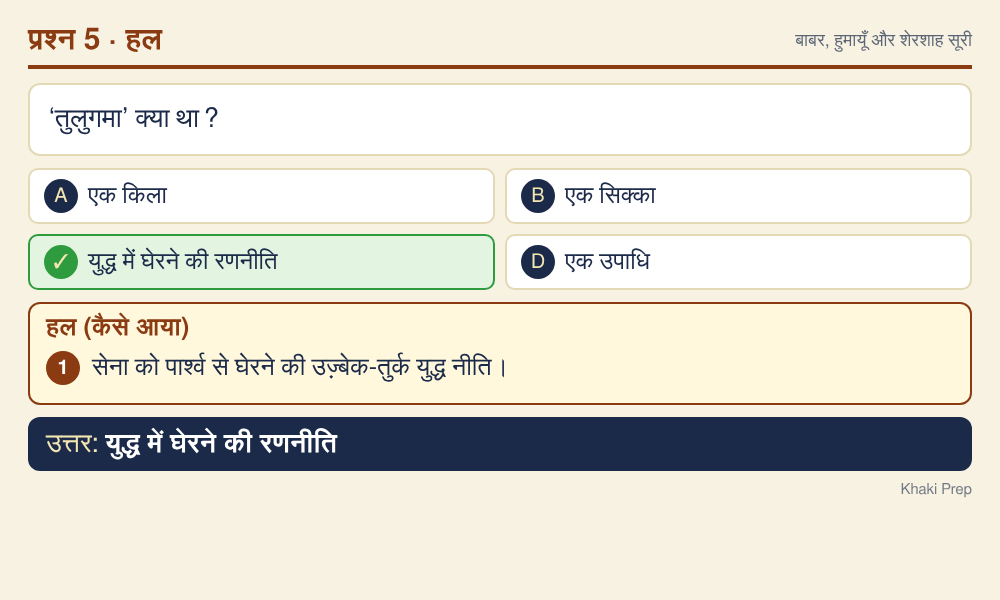 प्रश्न 5 · हल
बाबर, हुमायूँ और शेरशाह सूरी
‘तुलुगमा’ क्या था ?
A एक किला
B एक सिक्का
✓ युद्ध में घेरने की रणनीति
D एक उपाधि
हल (कैसे आया)
1 सेना को पार्श्व से घेरने की उज़्बेक-तुर्क युद्ध नीति।
उत्तर: युद्ध में घेरने की रणनीति
Khaki Prep